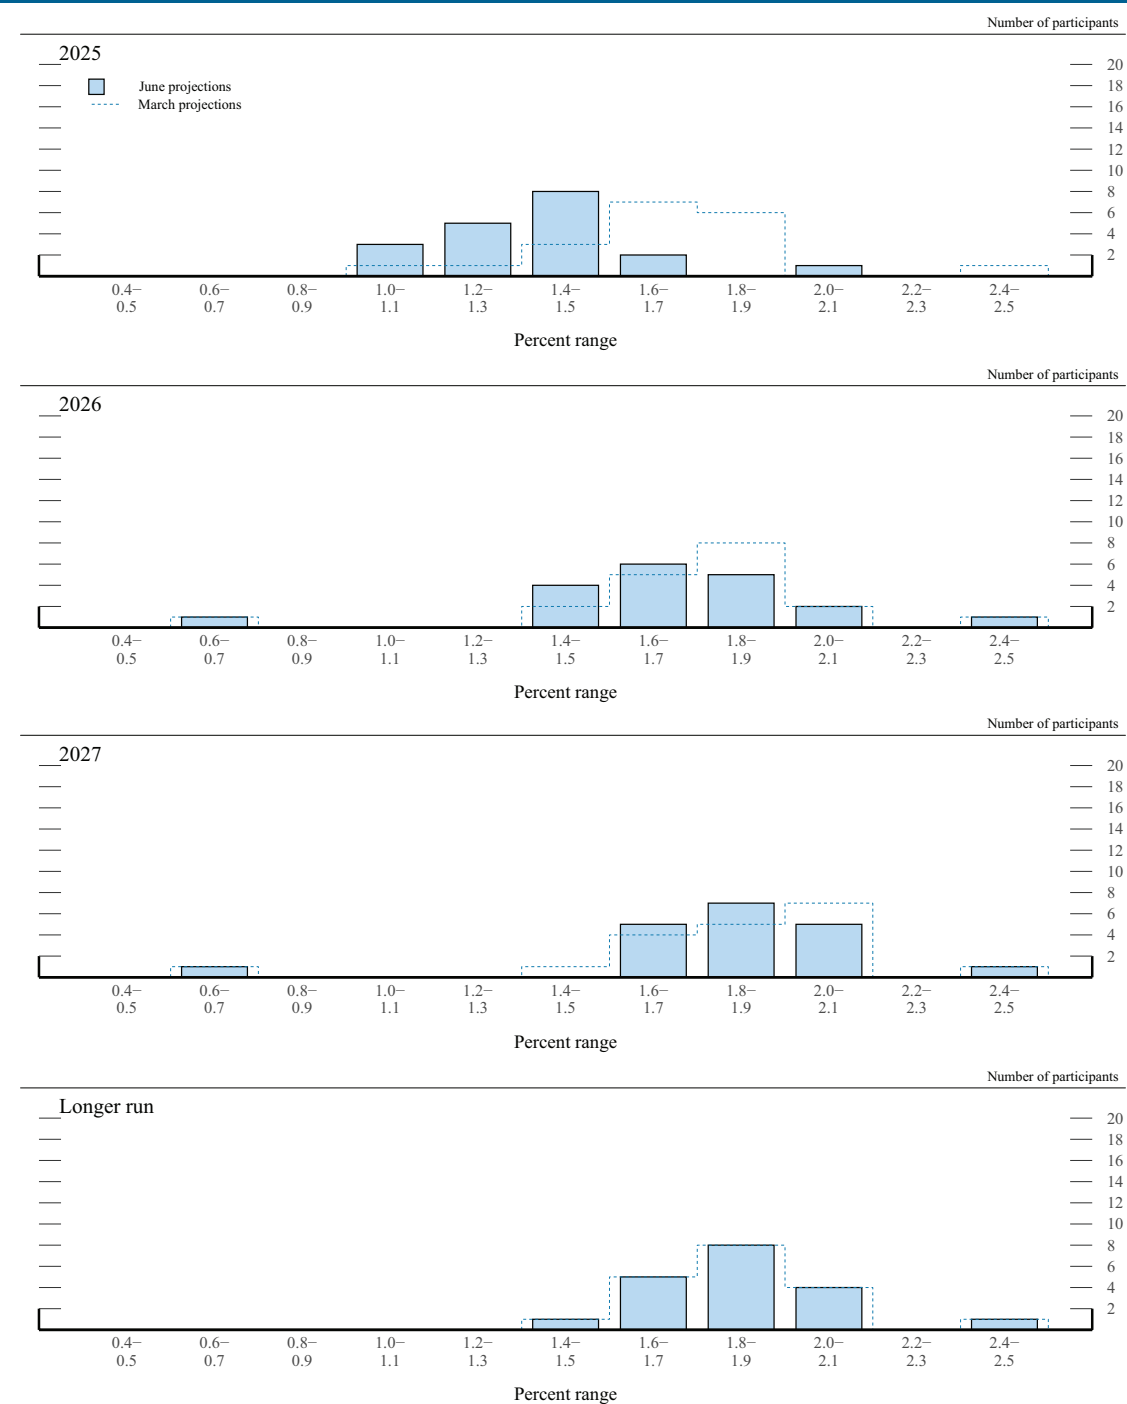 Number of participants
2025
June projections
March projections
20
18
16
14
12
10
8
6
4
2
0.4– 0.6– 0.8– 1.0– 1.2– 1.4– 1.6– 1.8– 2.0– 2.2– 2.4–
0.5 0.7 0.9 1.1 1.3 1.5 1.7 1.9 2.1 2.3 2.5
Percent range
Number of participants
2026
20
18
16
14
12
10
8
6
4
2
0.4– 0.6– 0.8– 1.0– 1.2– 1.4– 1.6– 1.8– 2.0– 2.2– 2.4–
0.5 0.7 0.9 1.1 1.3 1.5 1.7 1.9 2.1 2.3 2.5
Percent range
Number of participants
2027
20
18
16
14
12
10
8
6
4
2
0.4– 0.6– 0.8– 1.0– 1.2– 1.4– 1.6– 1.8– 2.0– 2.2– 2.4–
0.5 0.7 0.9 1.1 1.3 1.5 1.7 1.9 2.1 2.3 2.5
Percent range
Number of participants
Longer run
20
18
16
14
12
10
8
6
4
2
0.4– 0.6– 0.8– 1.0– 1.2– 1.4– 1.6– 1.8– 2.0– 2.2– 2.4–
0.5 0.7 0.9 1.1 1.3 1.5 1.7 1.9 2.1 2.3 2.5
Percent range